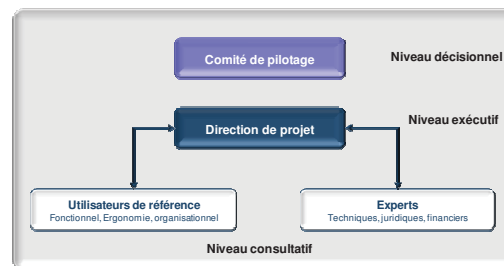 Comité de pilotage
Niveau décisionnel
Niveau exécutif
Direction de projet
Utilisateurs de référence
Fonctionnel, Ergonomie, organisationnel
Experts
Techniques, juridiques, financiers
Niveau consultatif